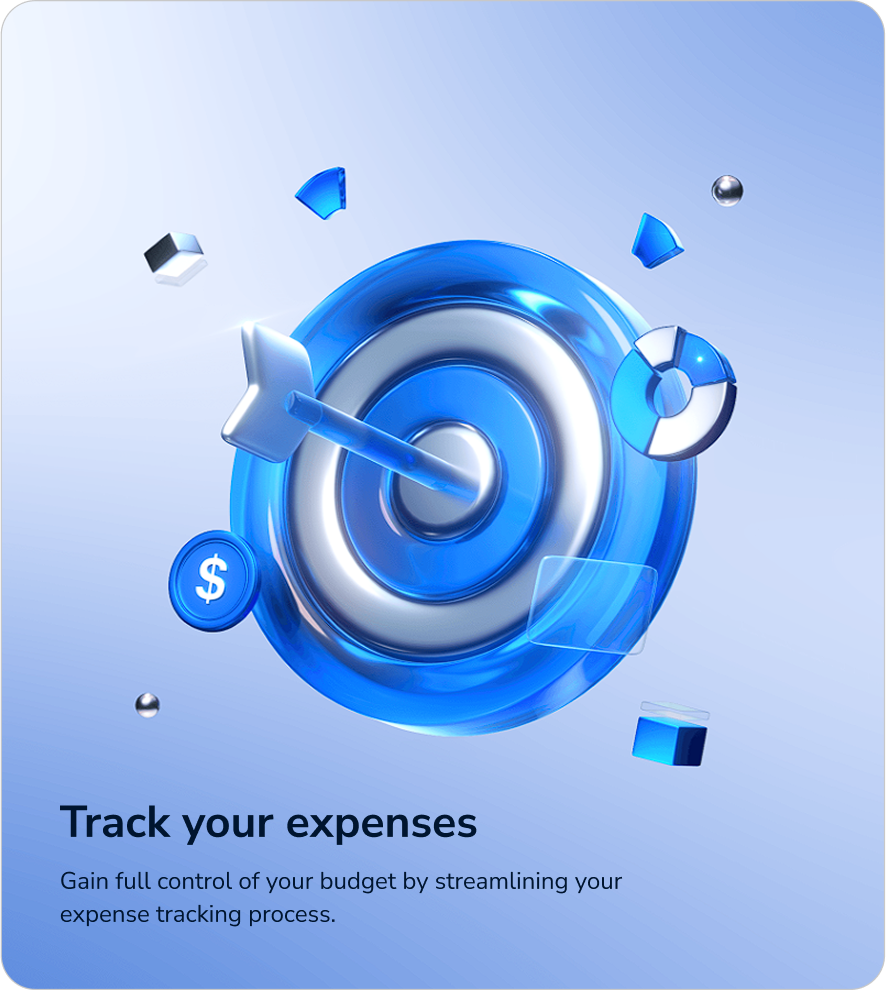 $
Track your expenses
Gain full control of your budget by streamlining your
expense tracking process.